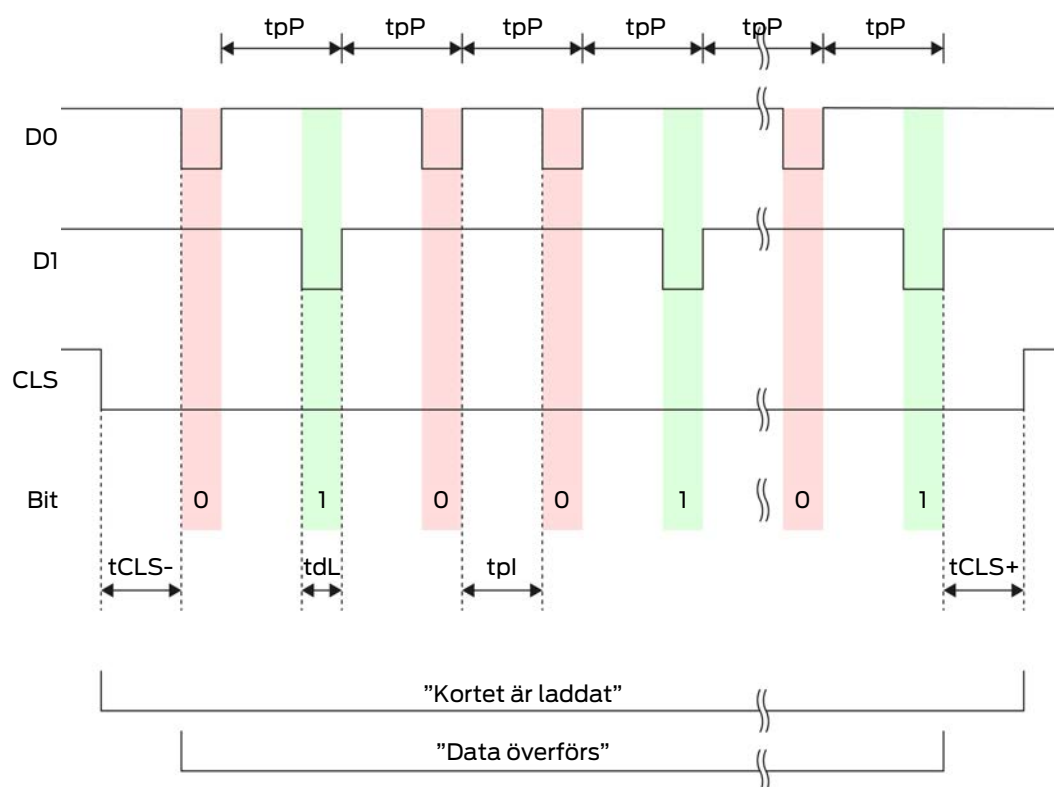 tpP tpP tpP tpP tpP tpP
D0
D1
CLS
Bit 0 1 0 0 1 0 1
tCLS- tdL tpI tCLS+
”Kortet är laddat”
”Data överförs”